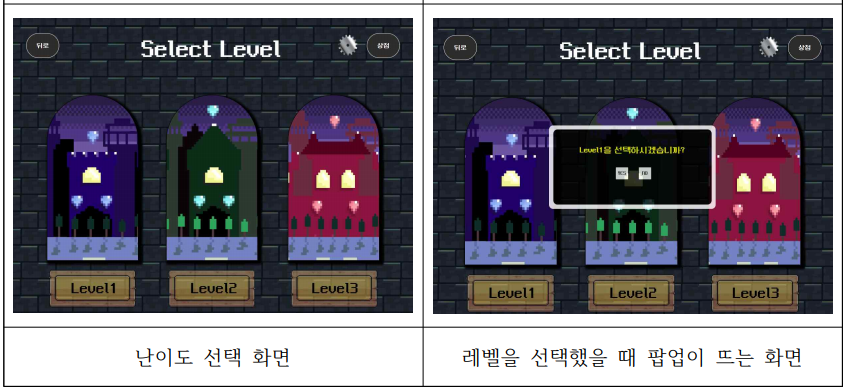 뒤로
Select Level
상점
Level1
Level2
Level3
뒤로
Select Level
상점
Level1을 선택하시겠습니까?
YES
NO
Level1
Level2
Level3
난이도 선택 화면
레벨을 선택했을 때 팝업이 뜨는 화면